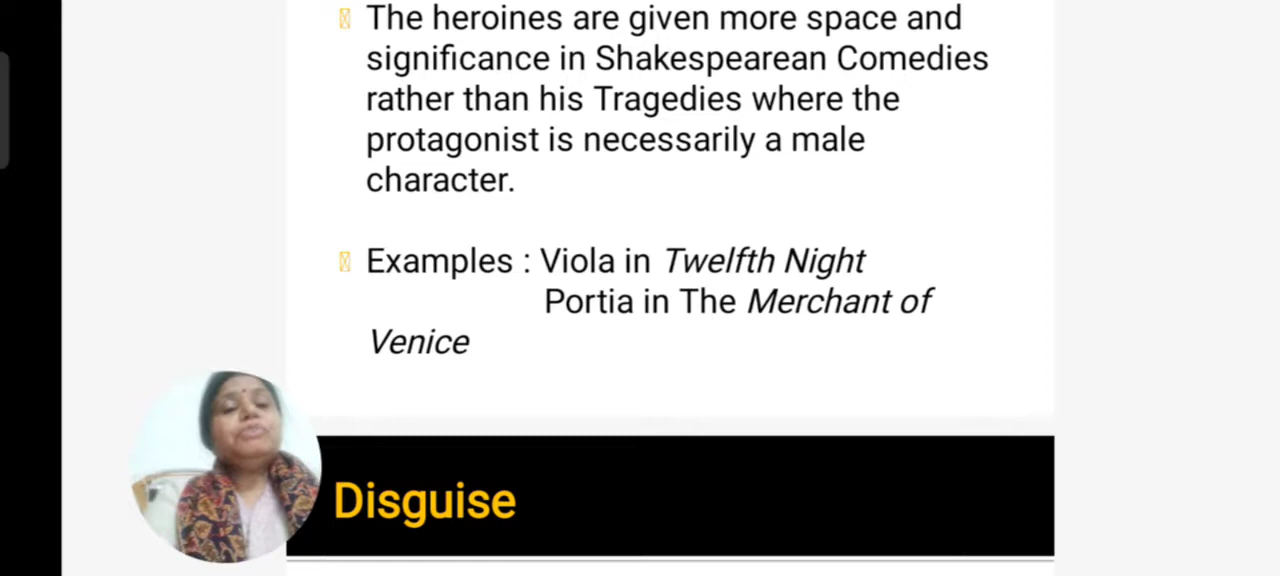 The heroines are given more space and
significance in Shakespearean Comedies
rather than his Tragedies where the
protagonist is necessarily a male
character.
Examples : Viola in Twelfth Night
Portia in The Merchant of
Venice
Disguise